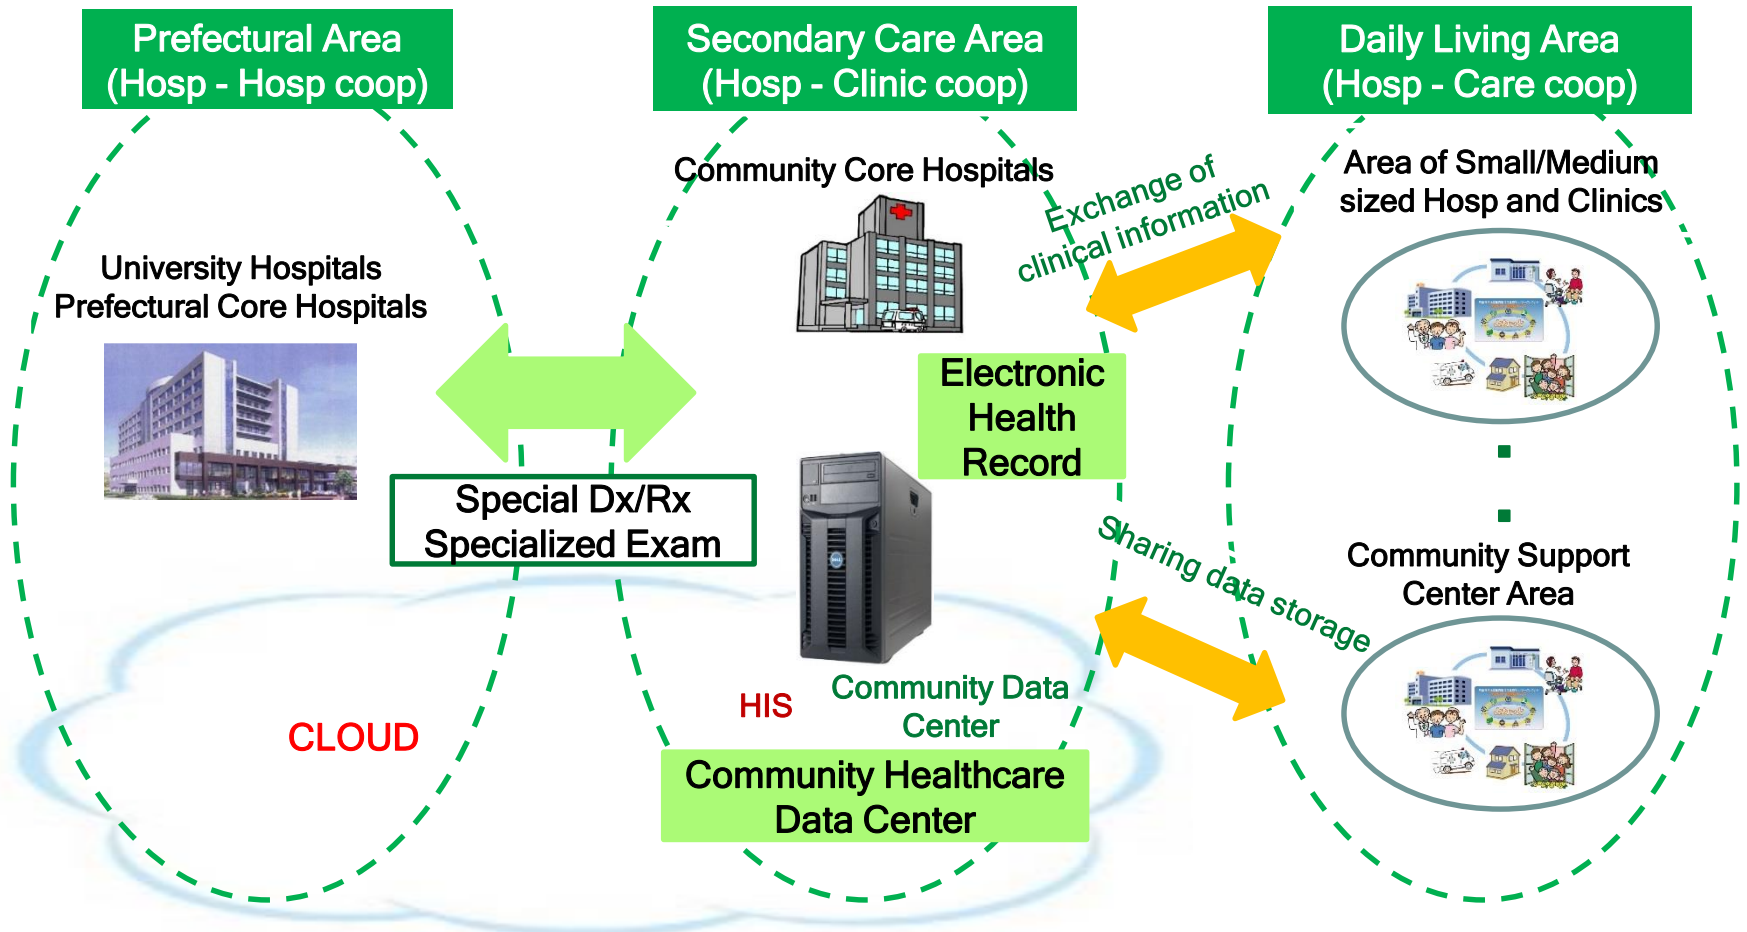 Prefectural Area
(Hosp - Hosp coop)
Secondary Care Area
(Hosp - Clinic coop)
Daily Living Area
(Hosp - Care coop)
Community Core Hospitals
Exchange of
clinical information
Area of Small/Medium
sized Hosp and Clinics
University Hospitals
Prefectural Core Hospitals
Electronic
Health
Record
Special Dx/Rx
Specialized Exam
Sharing data storage
Community Support
Center Area
DELL
HIS
Community Data
Center
CLOUD
Community Healthcare
Data Center